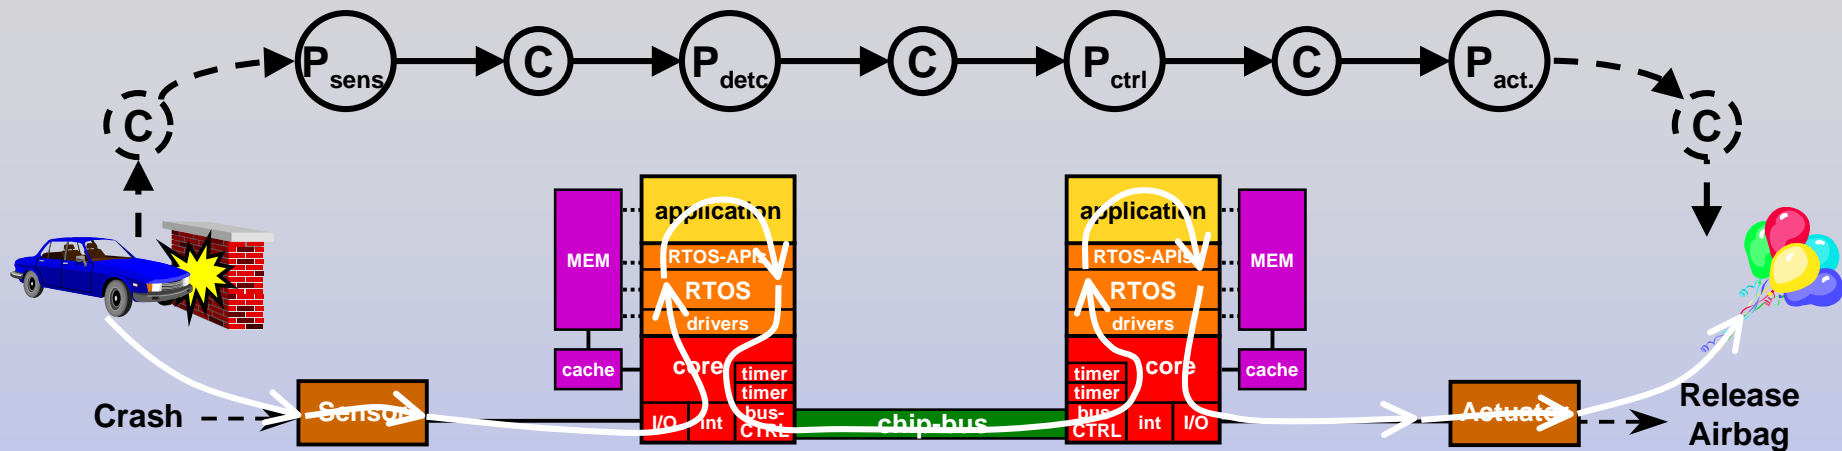 P sens
C
P detc
C
P ctrl
C
P act.
C
C
MEM
cache
application
RTOS-APIs
RTOS
drivers
core
timer
timer
I/O
int
bus-
CTRL
chip-bus
application
RTOS-APIs
RTOS
drivers
core
timer
timer
bus-
CTRL
int
I/O
MEM
cache
Crash
Sensor
Actuator
Release
Airbag